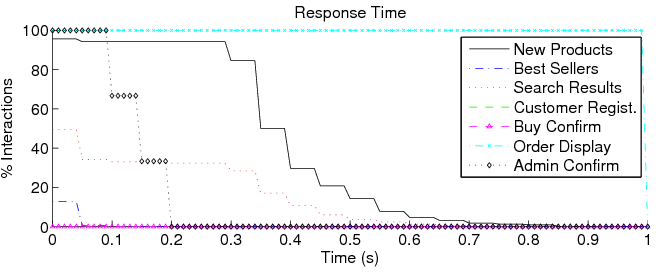 Response Time
% Interactions
100
80
60
40
20
0
0 0.1 0.2 0.3 0.4 0.5 0.6 0.7 0.8 0.9 1
Time (s)
New Products
Best Sellers
Search Results
Customer Regist.
Buy Confirm
Order Display
Admin Confirm